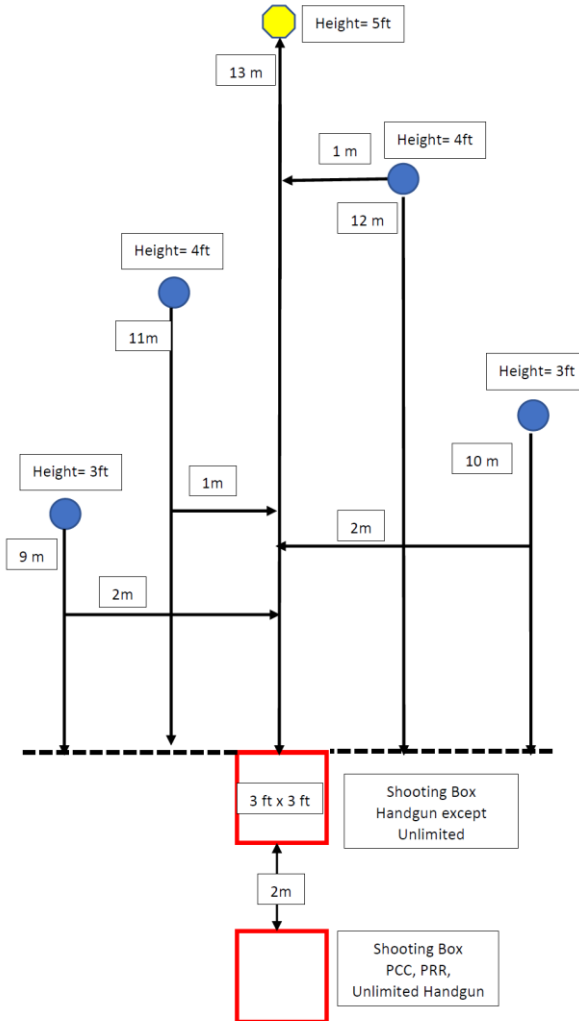 Height= 5ft
13 m
1 m
Height= 4ft
12 m
Height= 4ft
11m
Height= 3ft
10 m
Height= 3ft
1m
9 m
2m
2m
3 ft x 3 ft
Shooting Box
Handgun except
Unlimited
2m
Shooting Box
PCC, PRR,
Unlimited Handgun